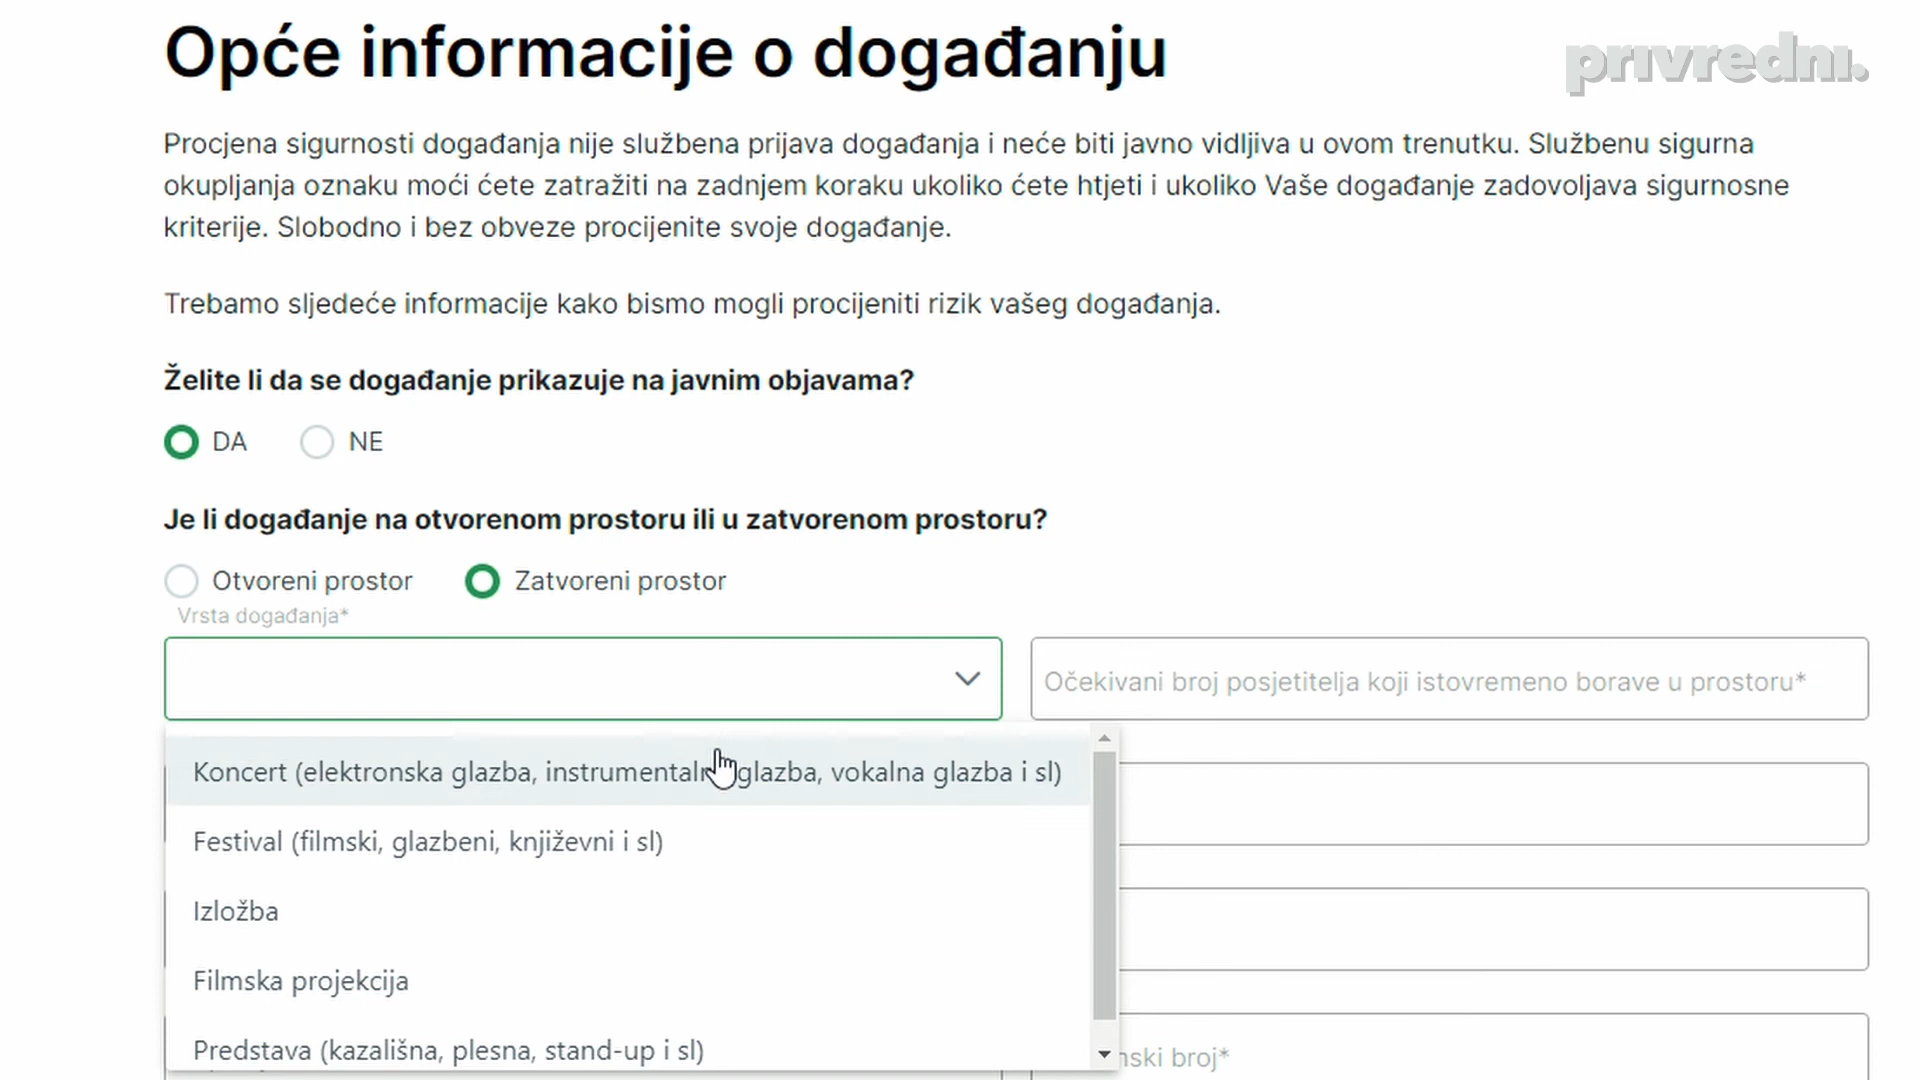 Opće informacije o događanju
privredni.
Procjena sigurnosti događanja nije službena prijava događanja i neće biti javno vidljiva u ovom trenutku. Službenu sigurna
okupljanja oznaku moći ćete zatražiti na zadnjem koraku ukoliko ćete htjeti i ukoliko Vaše događanje zadovoljava sigurnosne
kriterije. Slobodno i bez obveze procijenite svoje događanje.
Trebamo sljedeće informacije kako bismo mogli procijeniti rizik vašeg događanja.
Želite li da se događanje prikazuje na javnim objavama?
DA NE
Je li događanje na otvorenom prostoru ili u zatvorenom prostoru?
Otvoreni prostor Zatvoreni prostor
Vrsta događanja*
Očekivani broj posjetitelja koji istovremeno borave u prostoru*
Koncert (elektronska glazba, instrumentalna glazba, vokalna glazba i sl)
Festival (filmski, glazbeni, književni i sl)
Izložba
Filmska projekcija
Predstava (kazališna, plesna, stand-up i sl)
broj*